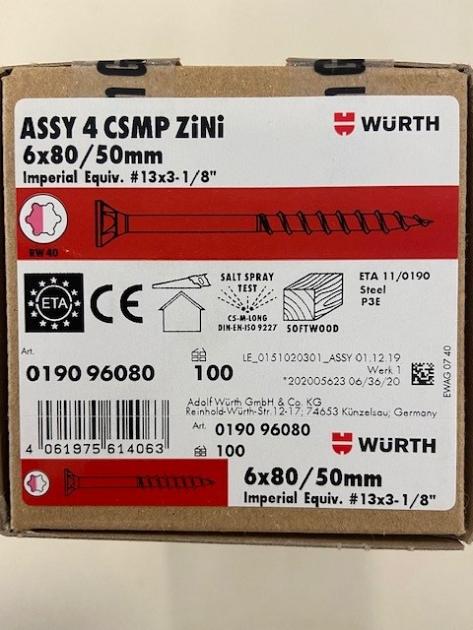 ASSY 4 CSMP ZiNi
WÜRTH
6x80/50mm
Imperial Equiv. #13x3-1/8"
RW 40
ETA
CE
SALT SPRAY
TEST
CS-M-LONG
DIN-EN-ISO 9227
SOFTWOOD
ETA 11/0190
Steel
P3E
Art.
0190 96080
100
LE_0151020301_ASSY 01.12.19
Werk 1
*202005623 06/36/20
EWAG 07 40
Adolf Würth GmbH & Co. KG
Reinhold-Würth-Str.12-17; 74653 Künzelsau; Germany
Art. 0190 96080
100
4 061975 614063
WÜRTH
6x80/50mm
Imperial Equiv. #13x3-1/8"